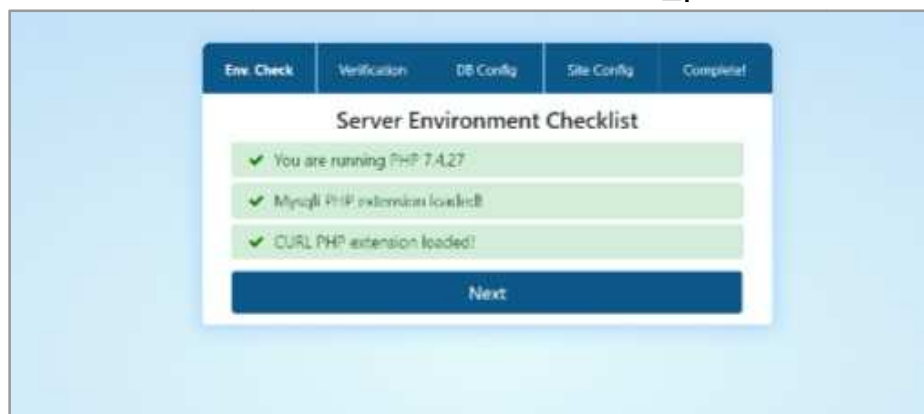 Env. Check Verification DB Config Site Config Complete!
Server Environment Checklist
You are running PHP 7.4.27
Mysqli PHP extension loaded!
CURL PHP extension loaded!
Next